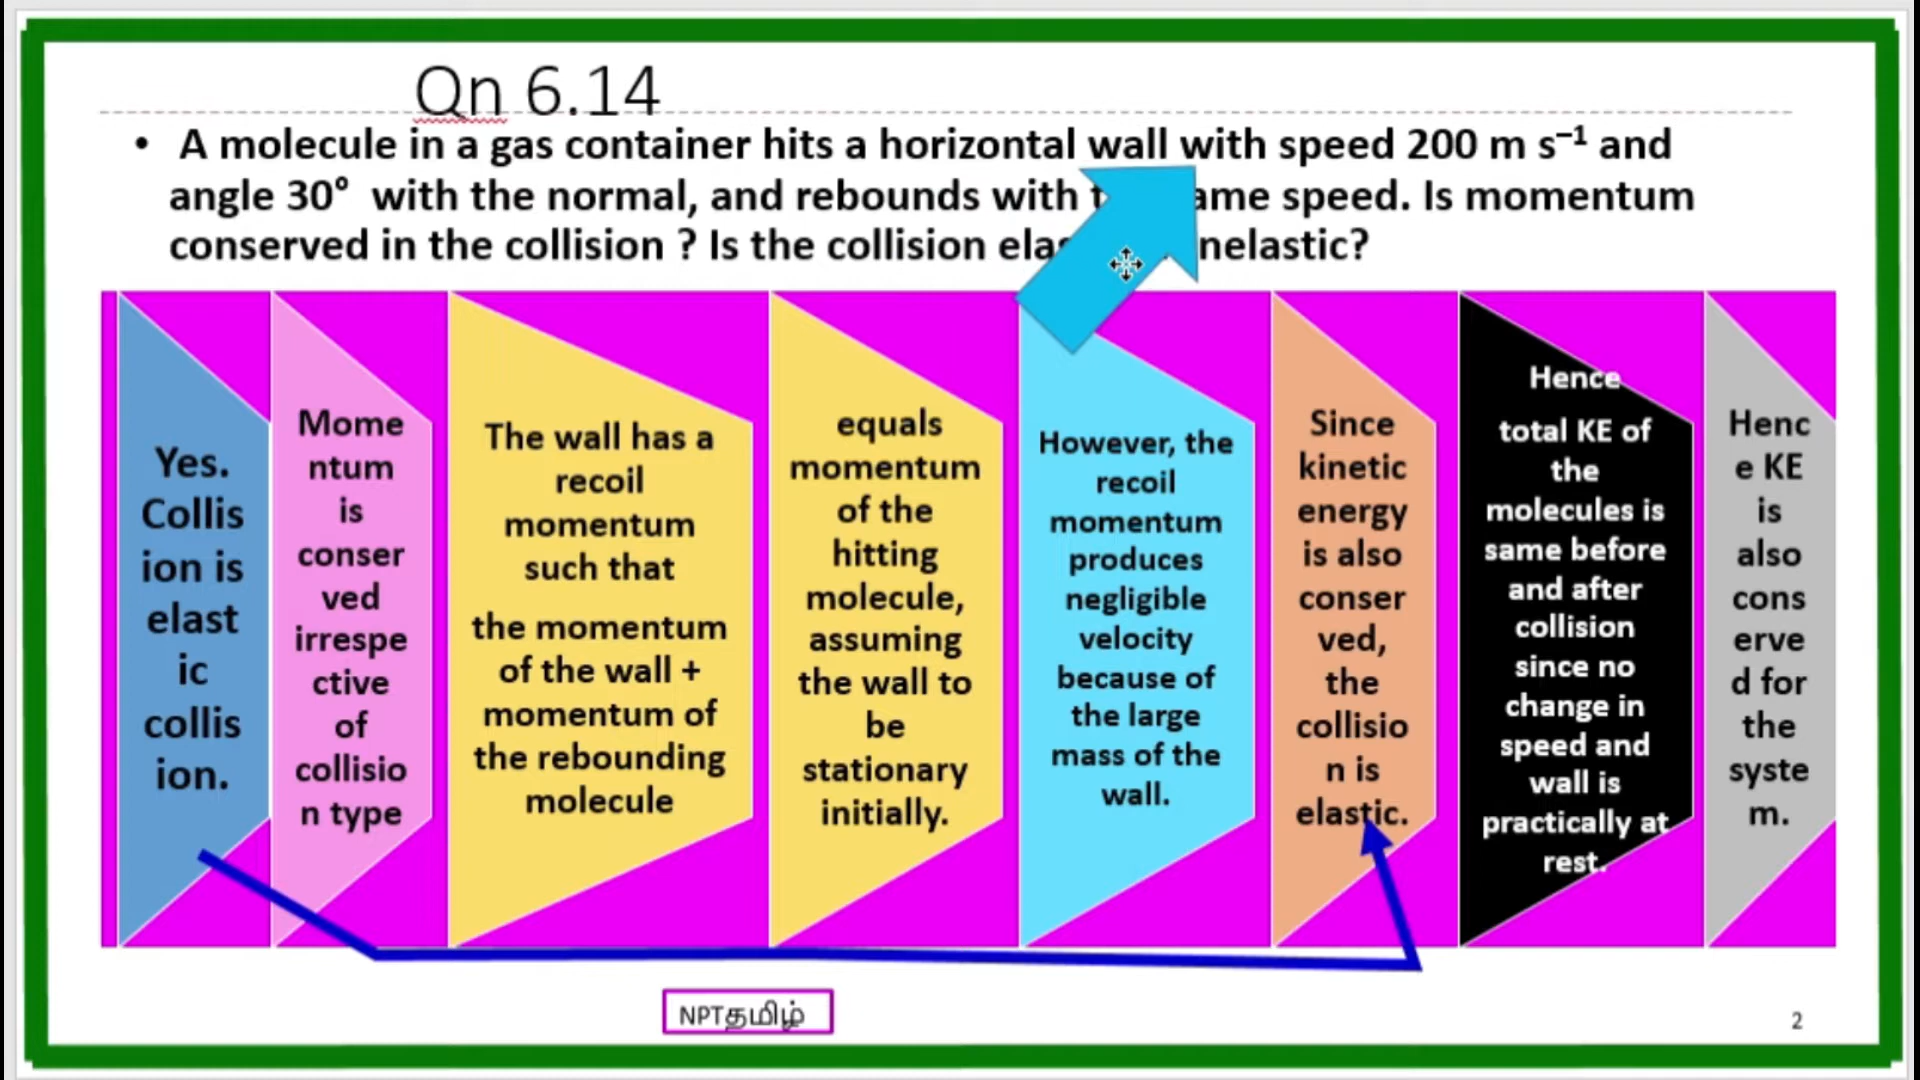 Qn 6.14
• A molecule in a gas container hits a horizontal wall with speed 200 m s⁻¹ and
angle 30° with the normal, and rebounds with ame speed. Is momentum
conserved in the collision ? Is the collision elas nelastic?
Yes.
Collis
ion is
elast
ic
collis
ion.
Mome
ntum
is
conser
ved
irrespe
ctive
of
collisio
n type
The wall has a
recoil
momentum
such that
the momentum
of the wall +
momentum of
the rebounding
molecule
equals
momentum
of the
hitting
molecule,
assuming
the wall to
be
stationary
initially.
However, the
recoil
momentum
produces
negligible
velocity
because of
the large
mass of the
wall.
Since
kinetic
energy
is also
conser
ved,
the
collisio
n is
elastic.
Hence
total KE of
the
molecules is
same before
and after
collision
since no
change in
speed and
wall is
practically at
rest.
Henc
e KE
is
also
cons
erve
d for
the
syste
m.
NPTதமிழ்
2